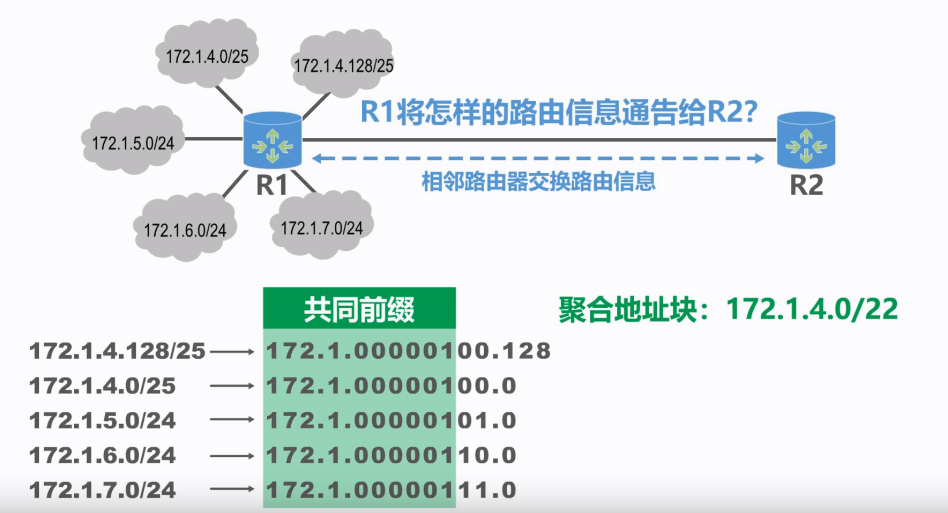 172.1.4.0/25
172.1.4.128/25
R1将怎样的路由信息通告给R2?
172.1.5.0/24
R1
相邻路由器交换路由信息
R2
172.1.6.0/24
172.1.7.0/24
共同前缀
聚合地址块：172.1.4.0/22
172.1.4.128/25 172.1.00000100.128
172.1.4.0/25 172.1.00000100.0
172.1.5.0/24 172.1.00000101.0
172.1.6.0/24 172.1.00000110.0
172.1.7.0/24 172.1.00000111.0